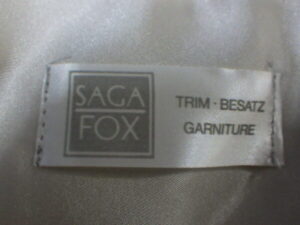 SAGA
FOX
TRIM · BESATZ
GARNITURE